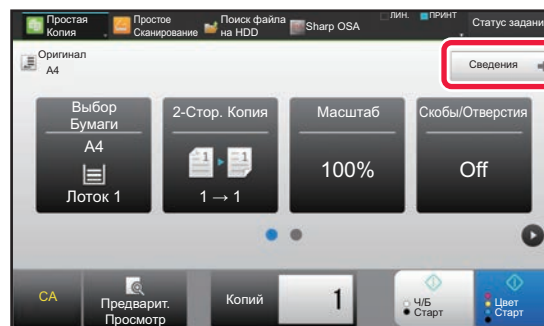 Простая
Копия
Простое
Сканирование
Поиск файла
на HDD
Sharp OSA
ЛИН.
ПРИНТ
Статус задани
Оригинал
A4
Сведения
Выбор
Бумаги
A4
Лоток 1
2-Стор. Копия
1
1
1 → 1
Масштаб
100%
Скобы/Отверстия
Off
CA
Предварит.
Просмотр
Копий
1
Ч/Б
Старт
Цвет
Старт